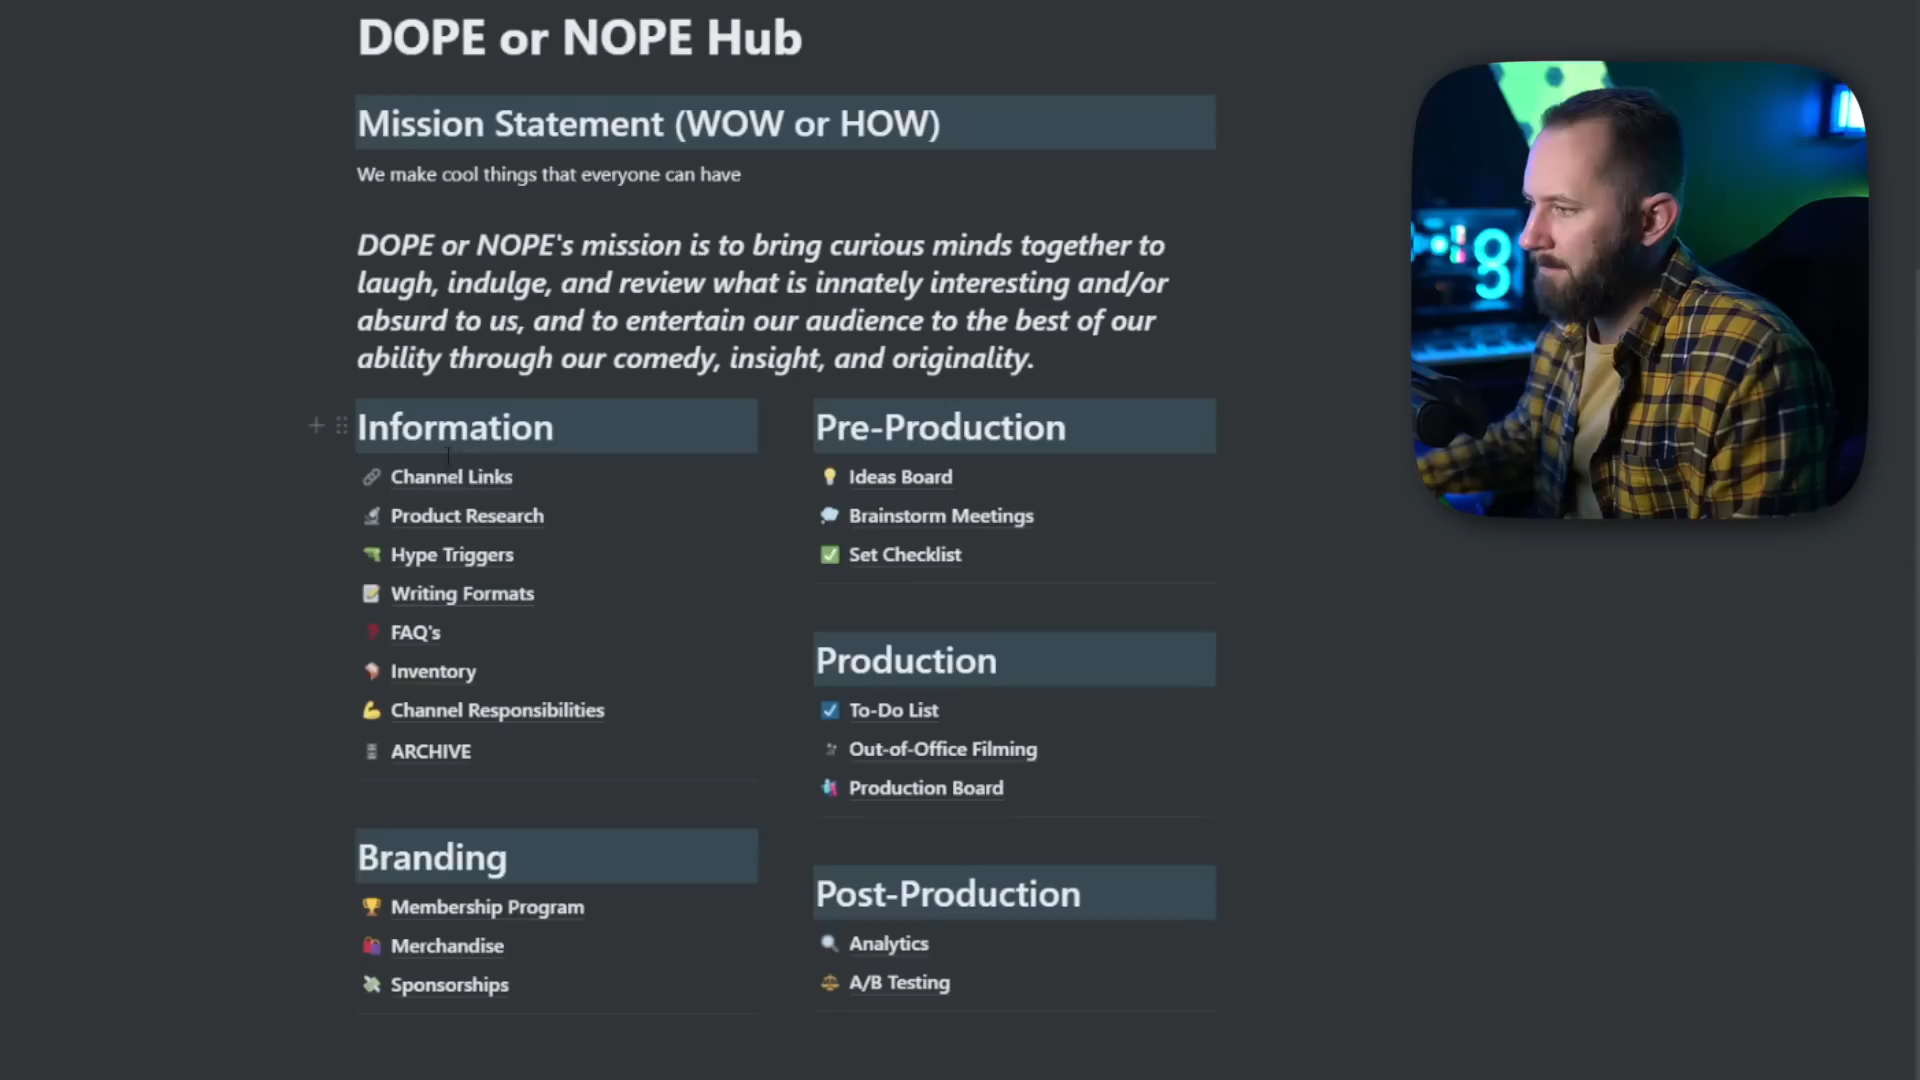 DOPE or NOPE Hub
Mission Statement (WOW or HOW)
We make cool things that everyone can have
DOPE or NOPE's mission is to bring curious minds together to
laugh, indulge, and review what is innately interesting and/or
absurd to us, and to entertain our audience to the best of our
ability through our comedy, insight, and originality.
Information
Channel Links
Product Research
Hype Triggers
Writing Formats
FAQ's
Inventory
Channel Responsibilities
ARCHIVE
Branding
Membership Program
Merchandise
Sponsorships
Pre-Production
Ideas Board
Brainstorm Meetings
Set Checklist
Production
To-Do List
Out-of-Office Filming
Production Board
Post-Production
Analytics
A/B Testing